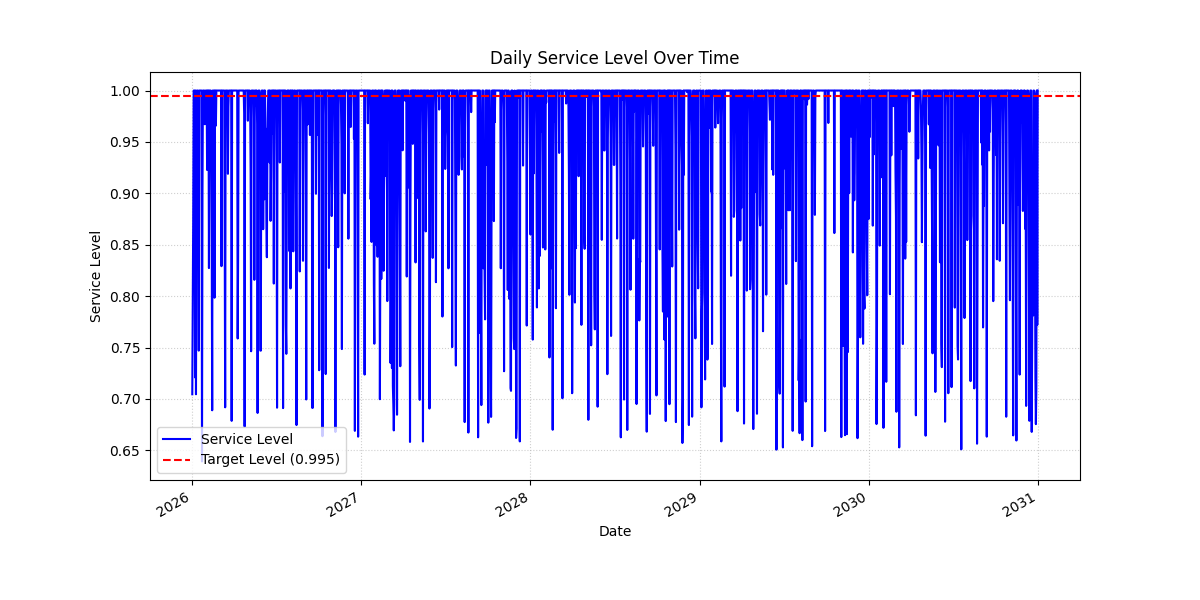 Daily Service Level Over Time
Service Level
1.00
0.95
0.90
0.85
0.80
0.75
0.70
0.65
Service Level
Target Level (0.995)
2026
2027
2028
2029
2030
2031
Date